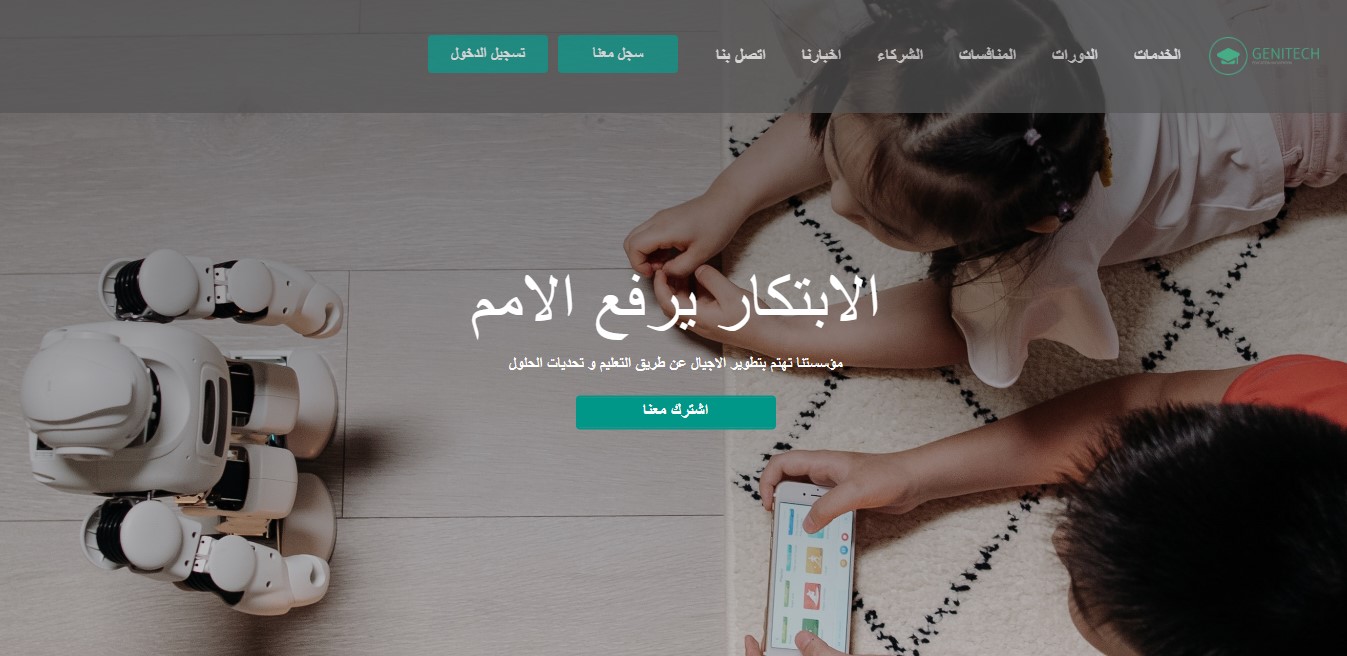 GENITECH
الخدمات
الدورات
المنافسات
الشركاء
اخبارنا
اتصل بنا
سجل معنا
تسجيل الدخول
الابتكار يرفع الامم
مؤسستنا تهتم بتطوير الاجيال عن طريق التعليم و تحديات الحلول
اشترك معنا